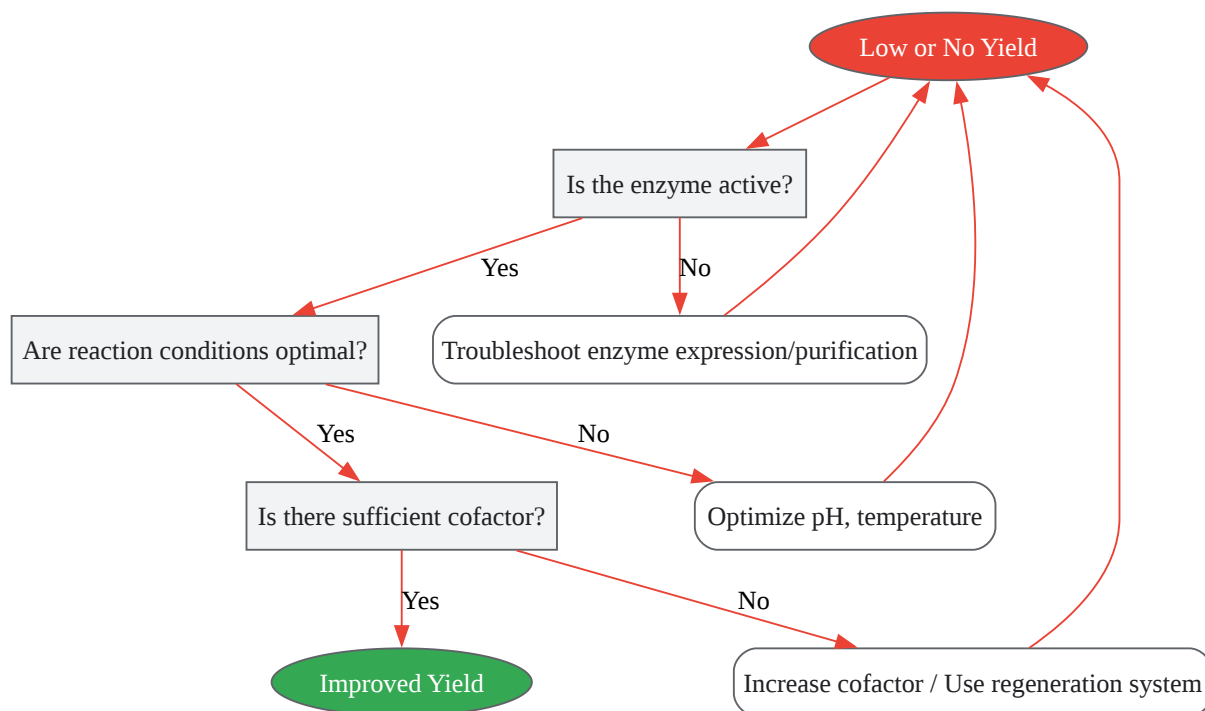 Low or No Yield
Is the enzyme active?
Yes
No
Are reaction conditions optimal?
Troubleshoot enzyme expression/purification
Yes
No
Is there sufficient cofactor?
Optimize pH, temperature
Yes
No
Improved Yield
Increase cofactor / Use regeneration system